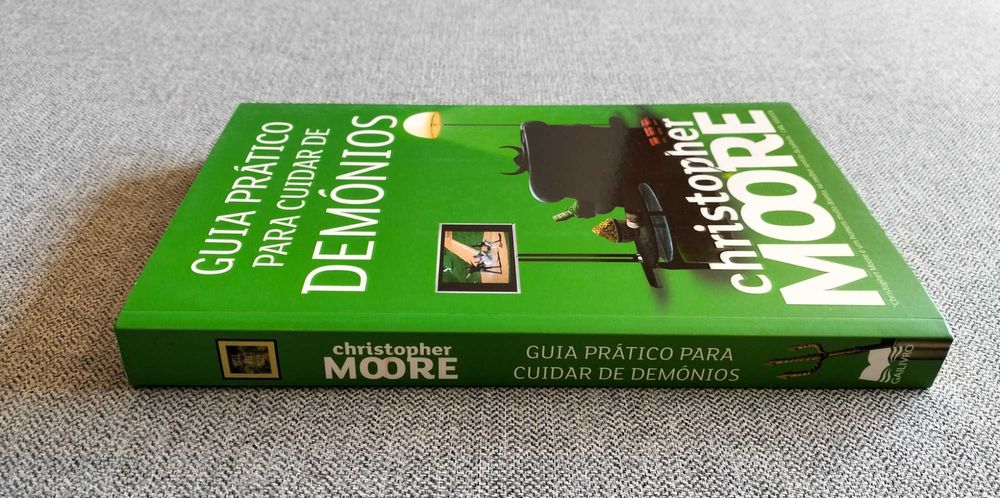 GUIA PRÁTICO
PARA CUIDAR DE
DEMÓNIOS
christopher
MOORE
christopher
MOORE
GUIA PRÁTICO PARA
CUIDAR DE DEMÓNIOS
GAILIVRO